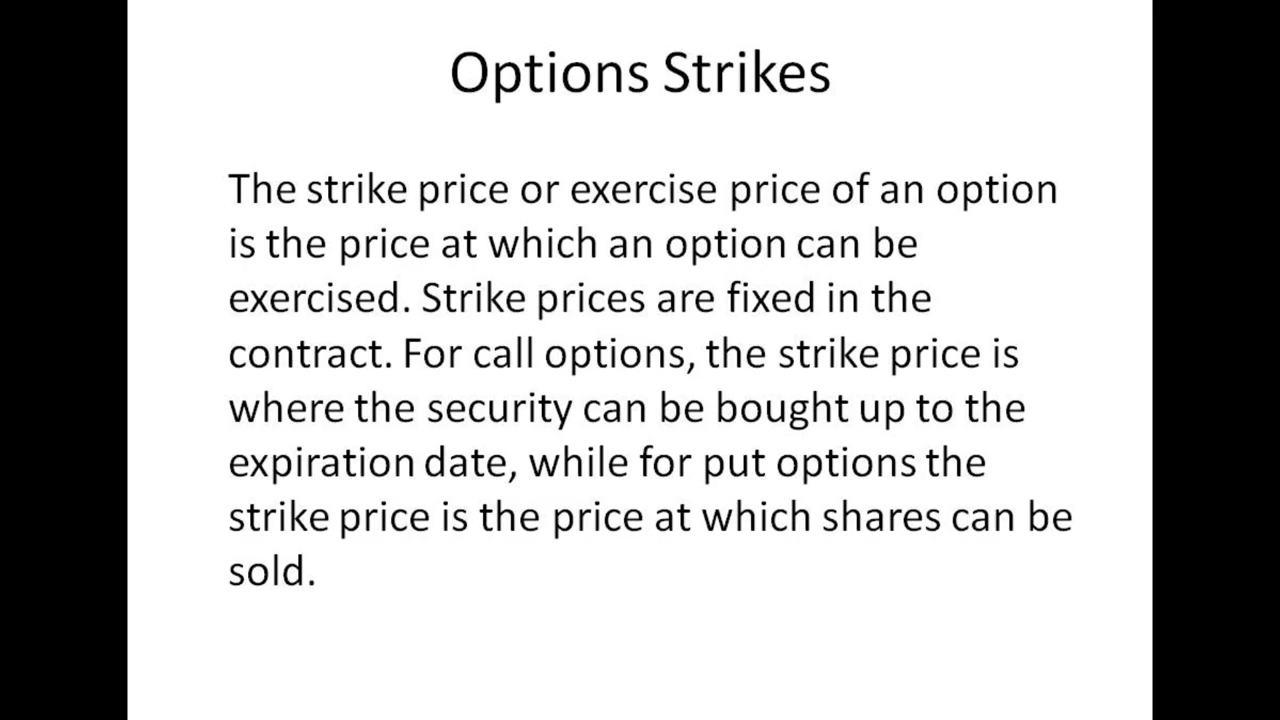 Options Strikes
The strike price or exercise price of an option
is the price at which an option can be
exercised. Strike prices are fixed in the
contract. For call options, the strike price is
where the security can be bought up to the
expiration date, while for put options the
strike price is the price at which shares can be
sold.